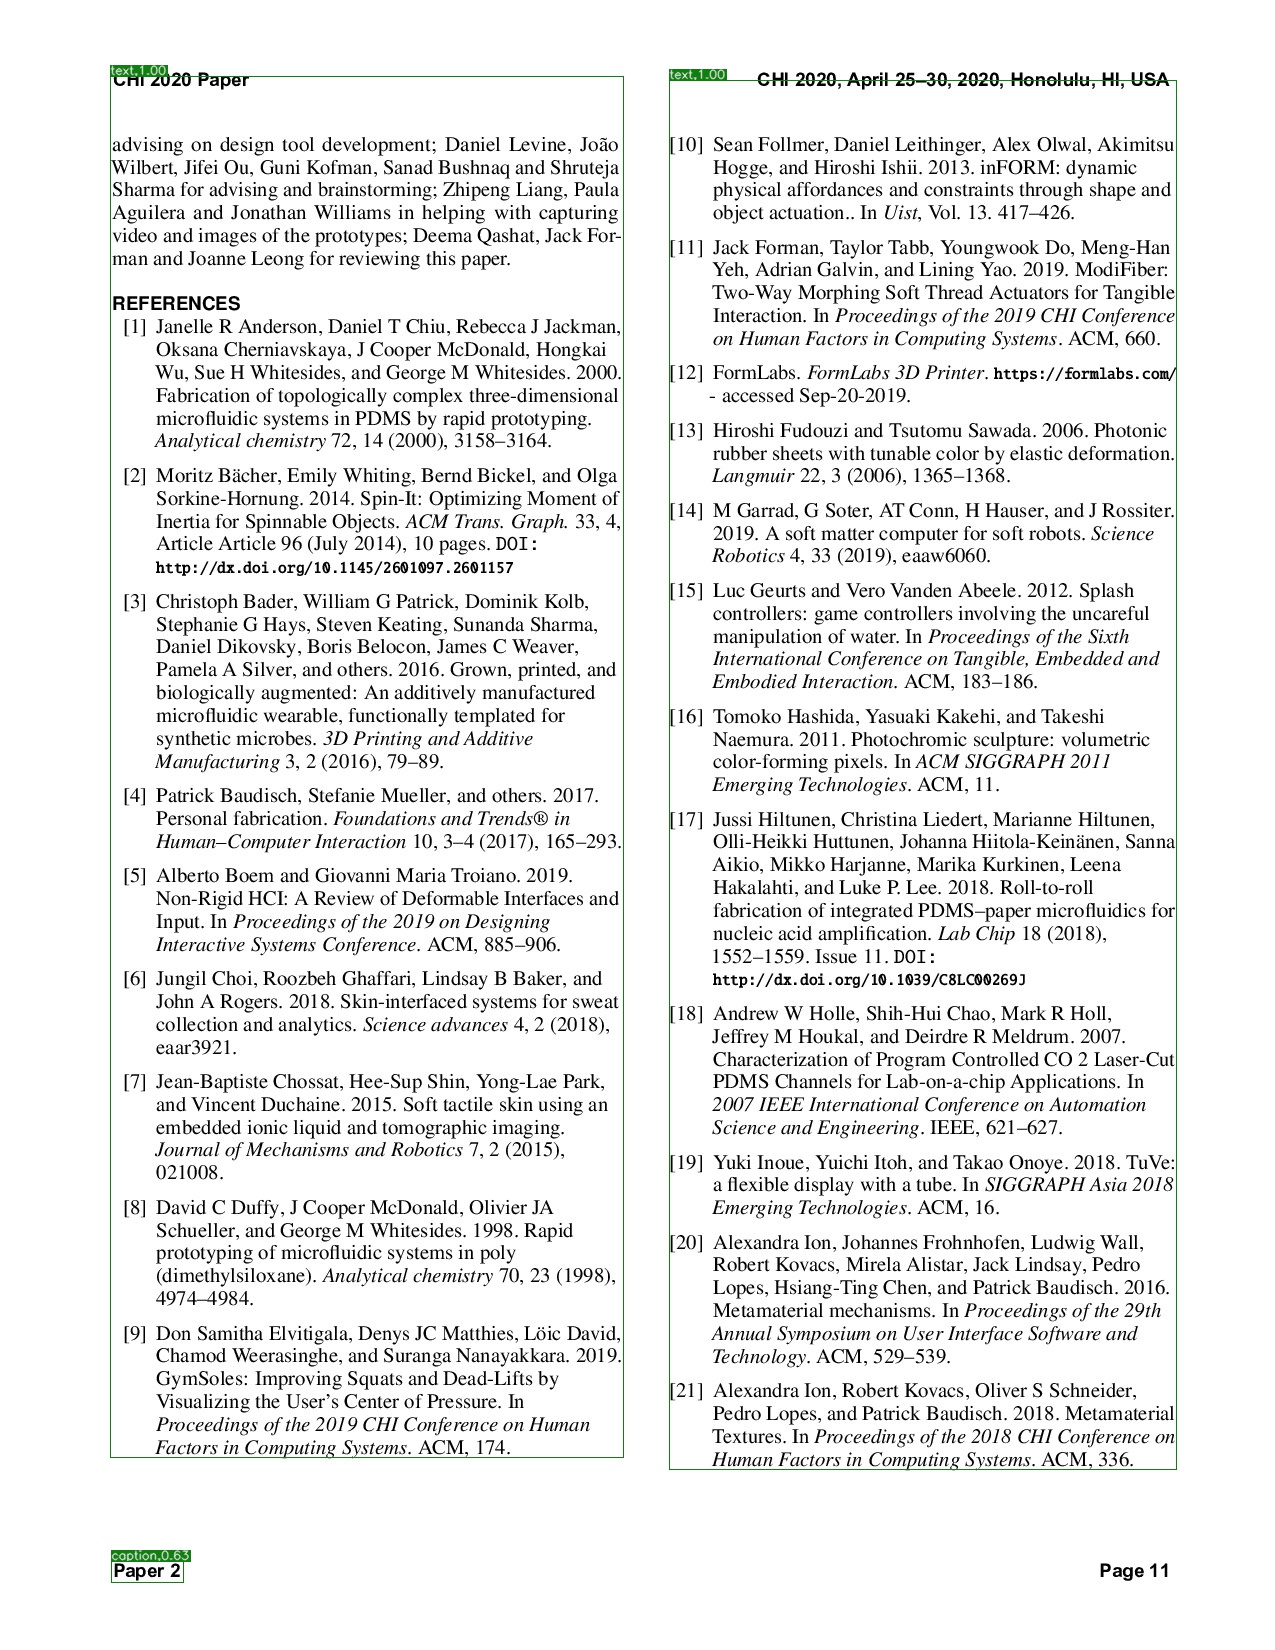 text,1.00
CHI 2020 Paper
text,1.00
CHI 2020, April 25–30, 2020, Honolulu, HI, USA
advising on design tool development; Daniel Levine, João
Wilbert, Jifei Ou, Guni Kofman, Sanad Bushnaq and Shruteja
Sharma for advising and brainstorming; Zhipeng Liang, Paula
Aguilera and Jonathan Williams in helping with capturing
video and images of the prototypes; Deema Qashat, Jack For-
man and Joanne Leong for reviewing this paper.
REFERENCES
[1] Janelle R Anderson, Daniel T Chiu, Rebecca J Jackman,
Oksana Cherniavskaya, J Cooper McDonald, Hongkai
Wu, Sue H Whitesides, and George M Whitesides. 2000.
Fabrication of topologically complex three-dimensional
microfluidic systems in PDMS by rapid prototyping.
Analytical chemistry 72, 14 (2000), 3158–3164.
[2] Moritz Bächer, Emily Whiting, Bernd Bickel, and Olga
Sorkine-Hornung. 2014. Spin-It: Optimizing Moment of
Inertia for Spinnable Objects. ACM Trans. Graph. 33, 4,
Article Article 96 (July 2014), 10 pages. DOI:
http://dx.doi.org/10.1145/2601097.2601157
[3] Christoph Bader, William G Patrick, Dominik Kolb,
Stephanie G Hays, Steven Keating, Sunanda Sharma,
Daniel Dikovsky, Boris Belocon, James C Weaver,
Pamela A Silver, and others. 2016. Grown, printed, and
biologically augmented: An additively manufactured
microfluidic wearable, functionally templated for
synthetic microbes. 3D Printing and Additive
Manufacturing 3, 2 (2016), 79–89.
[4] Patrick Baudisch, Stefanie Mueller, and others. 2017.
Personal fabrication. Foundations and Trends® in
Human–Computer Interaction 10, 3–4 (2017), 165–293.
[5] Alberto Boem and Giovanni Maria Troiano. 2019.
Non-Rigid HCI: A Review of Deformable Interfaces and
Input. In Proceedings of the 2019 on Designing
Interactive Systems Conference. ACM, 885–906.
[6] Jungil Choi, Roozbeh Ghaffari, Lindsay B Baker, and
John A Rogers. 2018. Skin-interfaced systems for sweat
collection and analytics. Science advances 4, 2 (2018),
eaar3921.
[7] Jean-Baptiste Chossat, Hee-Sup Shin, Yong-Lae Park,
and Vincent Duchaine. 2015. Soft tactile skin using an
embedded ionic liquid and tomographic imaging.
Journal of Mechanisms and Robotics 7, 2 (2015),
021008.
[8] David C Duffy, J Cooper McDonald, Olivier JA
Schueller, and George M Whitesides. 1998. Rapid
prototyping of microfluidic systems in poly
(dimethylsiloxane). Analytical chemistry 70, 23 (1998),
4974–4984.
[9] Don Samitha Elvitigala, Denys JC Matthies, Löic David,
Chamod Weerasinghe, and Suranga Nanayakkara. 2019.
GymSoles: Improving Squats and Dead-Lifts by
Visualizing the User's Center of Pressure. In
Proceedings of the 2019 CHI Conference on Human
Factors in Computing Systems. ACM, 174.
[10] Sean Follmer, Daniel Leithinger, Alex Olwal, Akimitsu
Hogge, and Hiroshi Ishii. 2013. inFORM: dynamic
physical affordances and constraints through shape and
object actuation.. In Uist, Vol. 13. 417–426.
[11] Jack Forman, Taylor Tabb, Youngwook Do, Meng-Han
Yeh, Adrian Galvin, and Lining Yao. 2019. ModiFiber:
Two-Way Morphing Soft Thread Actuators for Tangible
Interaction. In Proceedings of the 2019 CHI Conference
on Human Factors in Computing Systems. ACM, 660.
[12] FormLabs. FormLabs 3D Printer. https://formlabs.com/
- accessed Sep-20-2019.
[13] Hiroshi Fudouzi and Tsutomu Sawada. 2006. Photonic
rubber sheets with tunable color by elastic deformation.
Langmuir 22, 3 (2006), 1365–1368.
[14] M Garrad, G Soter, AT Conn, H Hauser, and J Rossiter.
2019. A soft matter computer for soft robots. Science
Robotics 4, 33 (2019), eaaw6060.
[15] Luc Geurts and Vero Vanden Abeele. 2012. Splash
controllers: game controllers involving the uncareful
manipulation of water. In Proceedings of the Sixth
International Conference on Tangible, Embedded and
Embodied Interaction. ACM, 183–186.
[16] Tomoko Hashida, Yasuaki Kakehi, and Takeshi
Naemura. 2011. Photochromic sculpture: volumetric
color-forming pixels. In ACM SIGGRAPH 2011
Emerging Technologies. ACM, 11.
[17] Jussi Hiltunen, Christina Liedert, Marianne Hiltunen,
Olli-Heikki Huttunen, Johanna Hiitola-Keinänen, Sanna
Aikio, Mikko Harjanne, Marika Kurkinen, Leena
Hakalahti, and Luke P. Lee. 2018. Roll-to-roll
fabrication of integrated PDMS–paper microfluidics for
nucleic acid amplification. Lab Chip 18 (2018),
1552–1559. Issue 11. DOI:
http://dx.doi.org/10.1039/C8LC00269J
[18] Andrew W Holle, Shih-Hui Chao, Mark R Holl,
Jeffrey M Houkal, and Deirdre R Meldrum. 2007.
Characterization of Program Controlled CO 2 Laser-Cut
PDMS Channels for Lab-on-a-chip Applications. In
2007 IEEE International Conference on Automation
Science and Engineering. IEEE, 621–627.
[19] Yuki Inoue, Yuichi Itoh, and Takao Onoye. 2018. TuVe:
a flexible display with a tube. In SIGGRAPH Asia 2018
Emerging Technologies. ACM, 16.
[20] Alexandra Ion, Johannes Frohnhofen, Ludwig Wall,
Robert Kovacs, Mirela Alistar, Jack Lindsay, Pedro
Lopes, Hsiang-Ting Chen, and Patrick Baudisch. 2016.
Metamaterial mechanisms. In Proceedings of the 29th
Annual Symposium on User Interface Software and
Technology. ACM, 529–539.
[21] Alexandra Ion, Robert Kovacs, Oliver S Schneider,
Pedro Lopes, and Patrick Baudisch. 2018. Metamaterial
Textures. In Proceedings of the 2018 CHI Conference on
Human Factors in Computing Systems. ACM, 336.
caption,0.63
Paper 2
Page 11